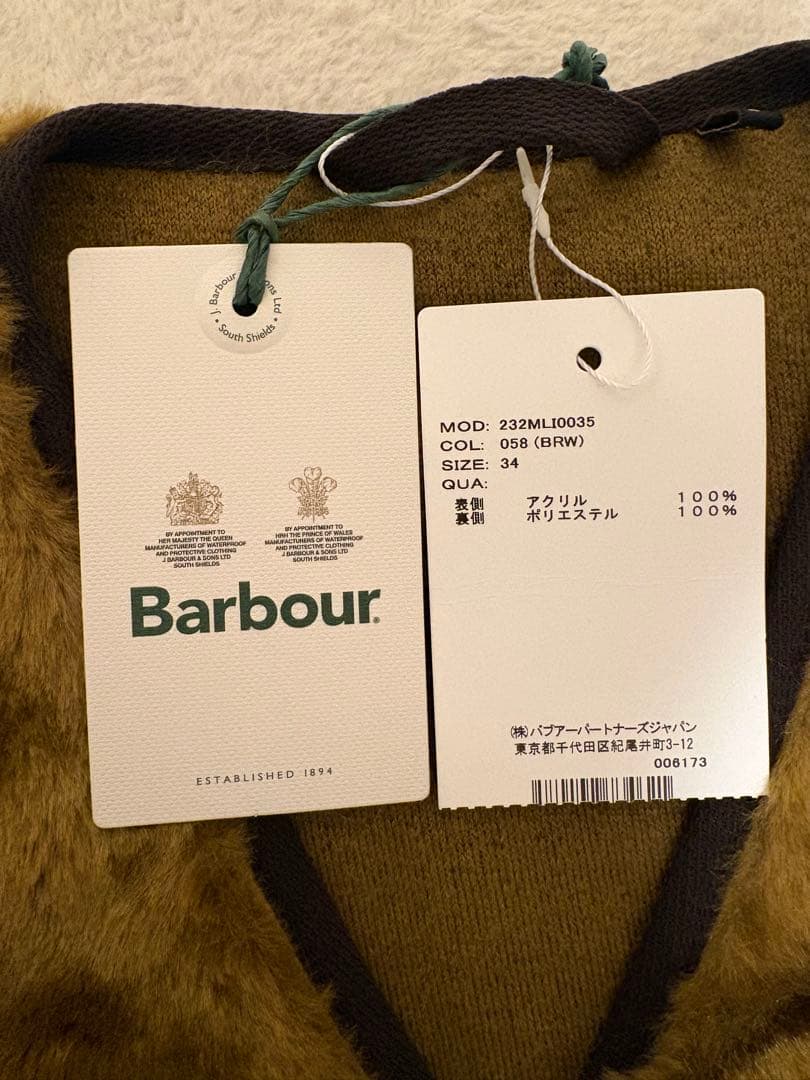 J. Barbour & Sons Ltd
• South Shields •
BY APPOINTMENT TO
HER MAJESTY THE QUEEN
MANUFACTURERS OF WATERPROOF
AND PROTECTIVE CLOTHING
J BARBOUR & SONS LTD
SOUTH SHIELDS
BY APPOINTMENT TO
HRH THE PRINCE OF WALES
MANUFACTURERS OF WATERPROOF
AND PROTECTIVE CLOTHING
J BARBOUR & SONS LTD
SOUTH SHIELDS
Barbour®
ESTABLISHED 1894
MOD: 232MLI0035
COL: 058 (BRW)
SIZE: 34
QUA:
表側 アクリル 100%
裏側 ポリエステル 100%
(株)バブアーパートナーズジャパン
東京都千代田区紀尾井町3-12
006173